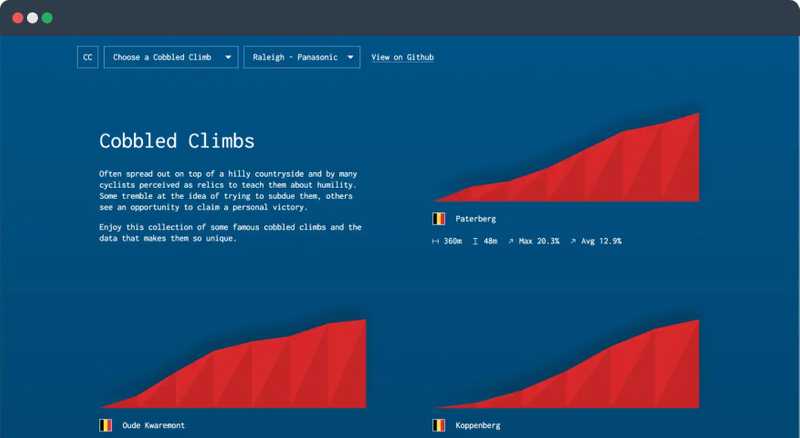 CC
Choose a Cobbled Climb
Raleigh - Panasonic
View on Github
Cobbled Climbs
Often spread out on top of a hilly countryside and by many
cyclists perceived as relics to teach them about humility.
Some tremble at the idea of trying to subdue them, others
see an opportunity to claim a personal victory.
Enjoy this collection of some famous cobbled climbs and the
data that makes them so unique.
Paterberg
360m 48m Max 20.3% Avg 12.9%
Oude Kwaremont
Koppenberg